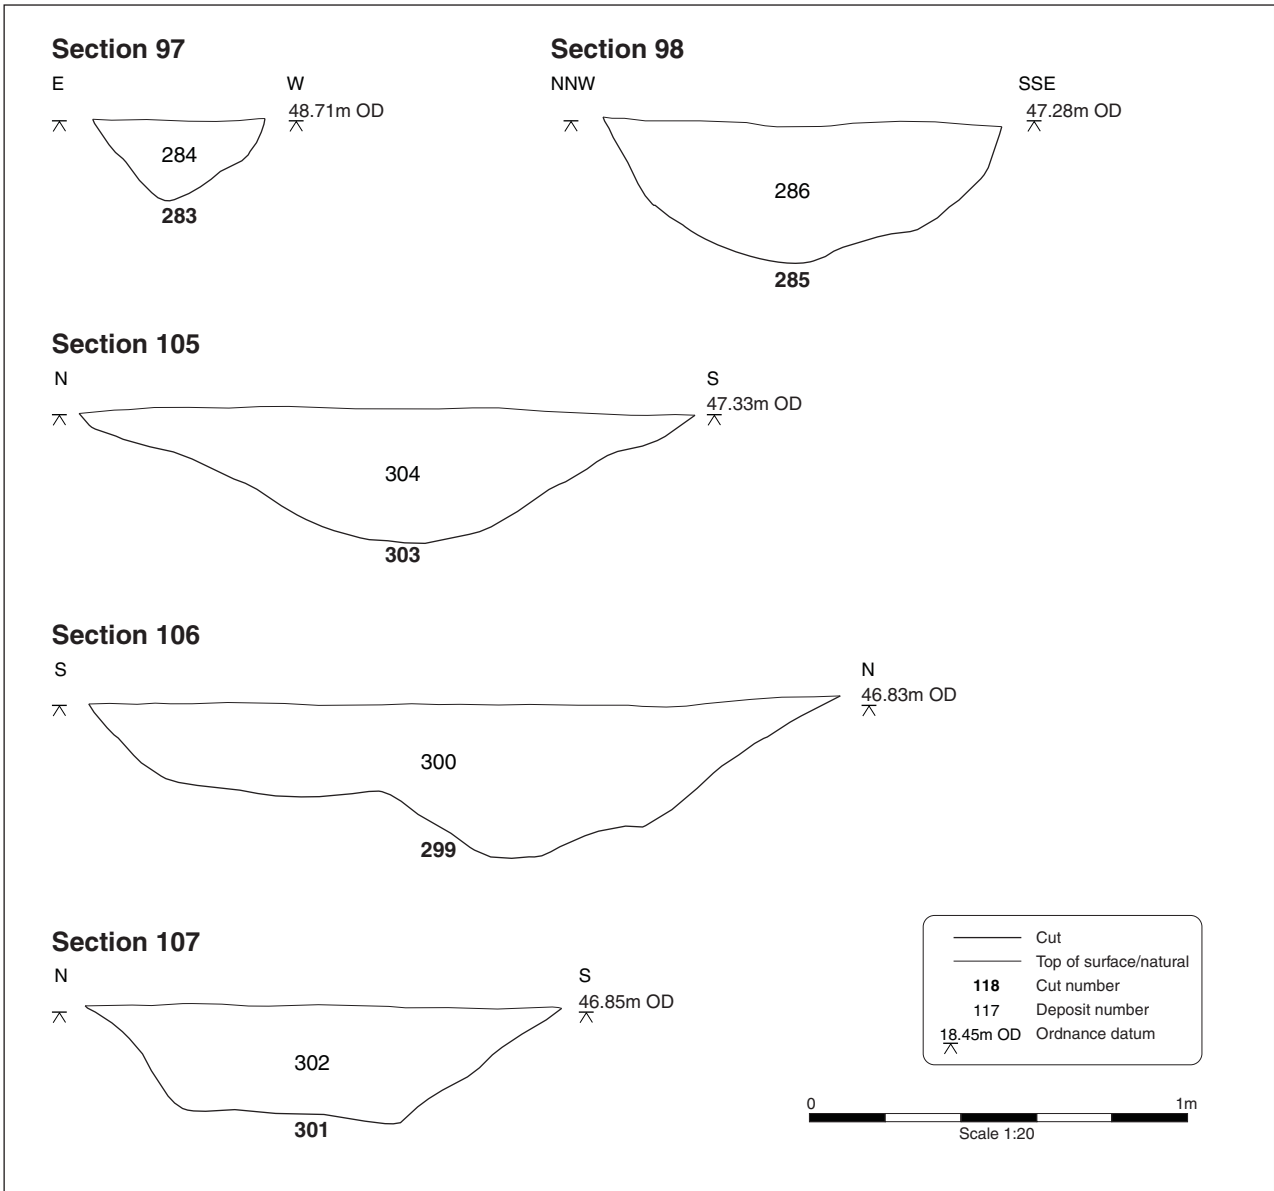 Section 97
E W
48.71m OD
284
283
Section 98
NNW SSE
47.28m OD
286
285
Section 105
N S
47.33m OD
304
303
Section 106
S N
46.83m OD
300
299
Section 107
N S
46.85m OD
302
301
Cut
Top of surface/natural
118 Cut number
117 Deposit number
18.45m OD Ordnance datum
0 1m
Scale 1:20